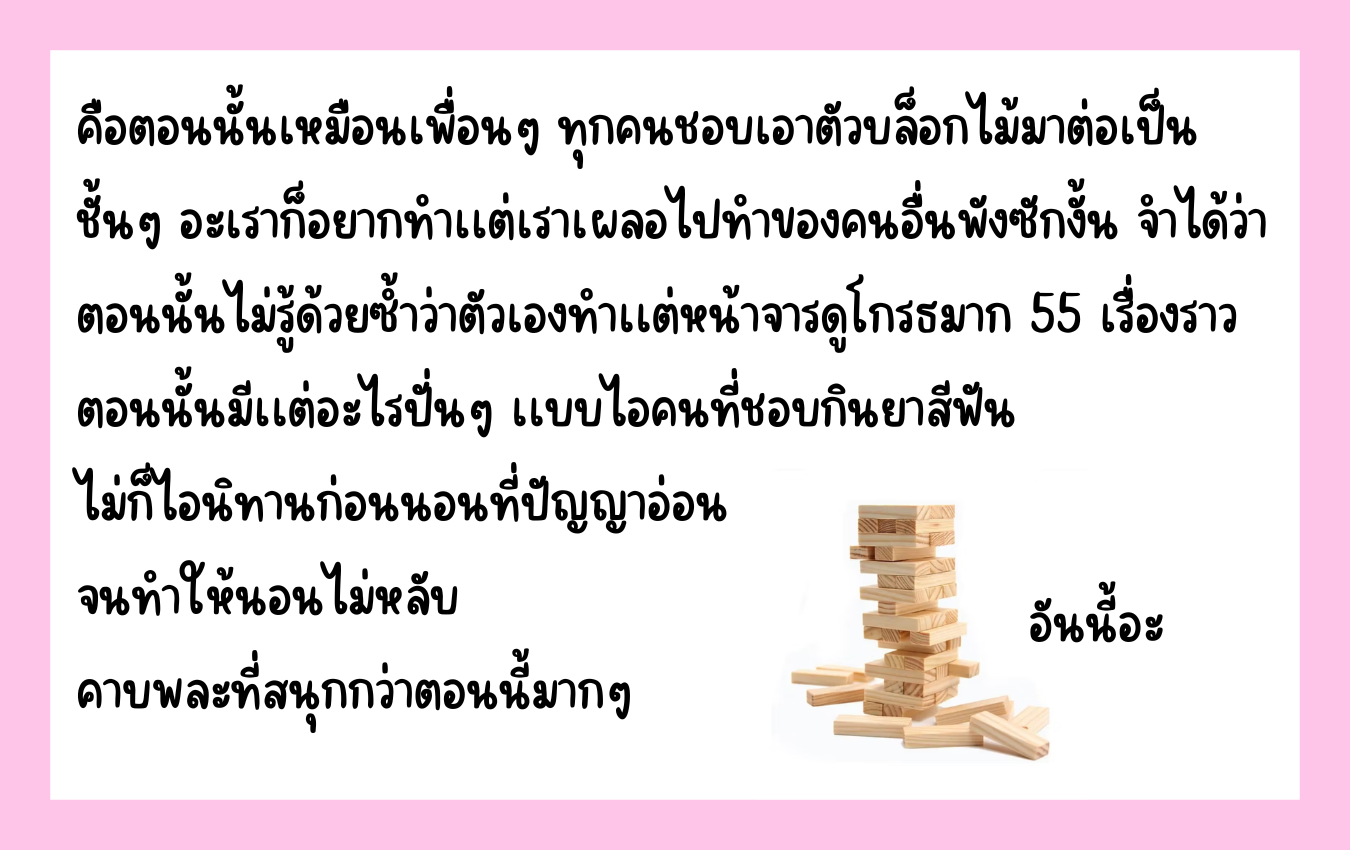 คือตอนนั้นเหมือนเพื่อนๆ ทุกคนชอบเอาตัวบล็อกไม้มาต่อเป็น
ชั้นๆ อะเราก็อยากทำเเต่เราเผลอไปทำของคนอื่นพังซักงั้น จำได้ว่า
ตอนนั้นไม่รู้ด้วยซ้ำว่าตัวเองทำเเต่หน้าจารดูโกรธมาก 55 เรื่องราว
ตอนนั้นมีเเต่อะไรปั่นๆ เเบบไอคนที่ชอบกินยาสีฟัน
ไม่ก็ไอนิทานก่อนนอนที่ปัญญาอ่อน
จนทำให้นอนไม่หลับ
อันนี้อะ
คาบพละที่สนุกกว่าตอนนี้มากๆ